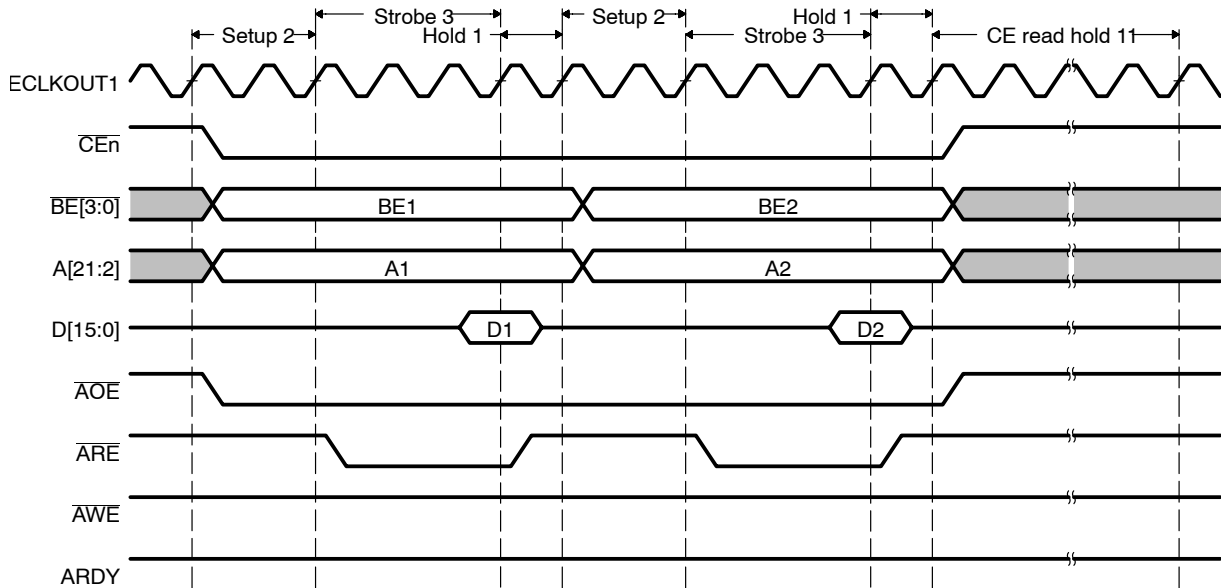 Strobe 3
Hold 1
Setup 2
Hold 1
Setup 2
Strobe 3
CE read hold 11
ECLKOUT1
CEn
BE[3:0]
BE1
BE2
A[21:2]
A1
A2
D[15:0]
D1
D2
AOE
ARE
AWE
ARDY